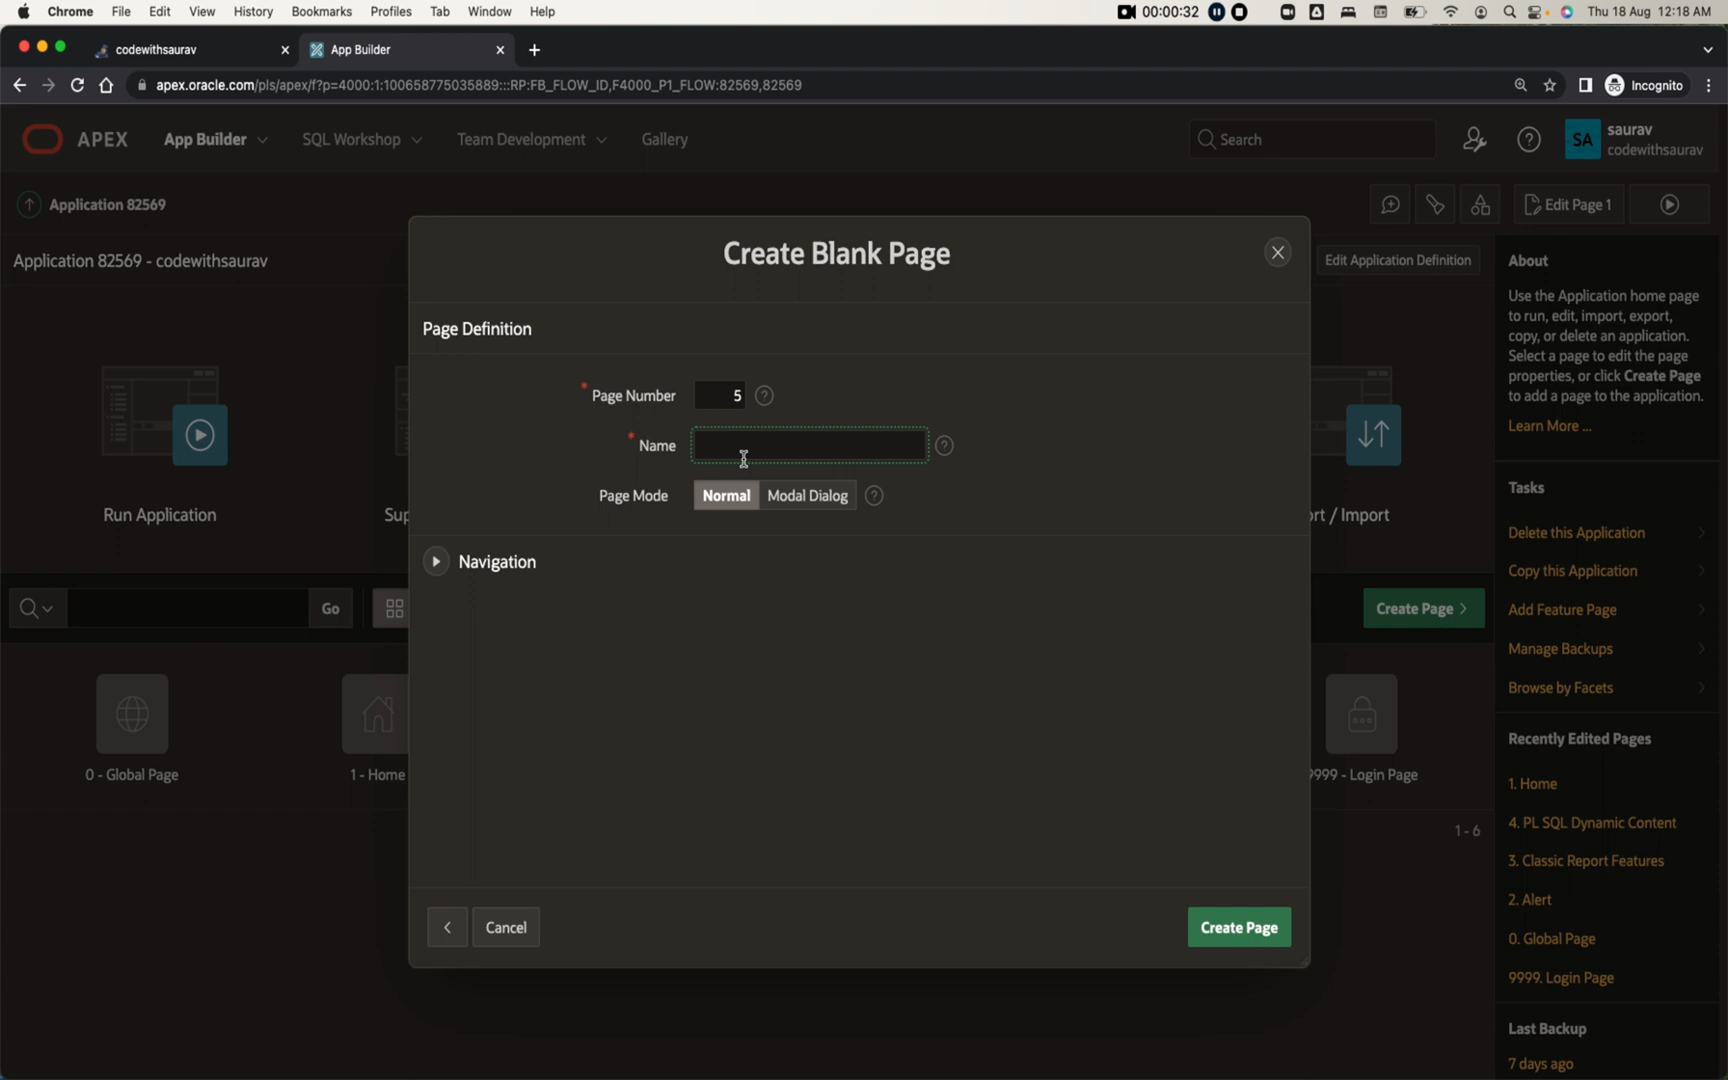 Chrome File Edit View History Bookmarks Profiles Tab Window Help 00:00:32 Thu 18 Aug 12:18 AM
codewithsaurav App Builder
apex.oracle.com/pls/apex/f?p=4000:1:100658775035889:::RP:FB_FLOW_ID,F4000_P1_FLOW:82569,82569 Incognito
APEX App Builder SQL Workshop Team Development Gallery Search SA saurav
codewithsaurav
Application 82569 Edit Page 1
Application 82569 - codewithsaurav Edit Application Definition
Create Blank Page
Page Definition
* Page Number 5 ?
* Name ?
Page Mode Normal Modal Dialog ?
Navigation
Cancel Create Page
Run Application Sup rt / Import
Go Create Page >
0 - Global Page 1 - Home 9999 - Login Page
1 - 6
About
Use the Application home page
to run, edit, import, export,
copy, or delete an application.
Select a page to edit the page
properties, or click Create Page
to add a page to the application.
Learn More ...
Tasks
Delete this Application
Copy this Application
Add Feature Page
Manage Backups
Browse by Facets
Recently Edited Pages
1. Home
4. PL SQL Dynamic Content
3. Classic Report Features
2. Alert
0. Global Page
9999. Login Page
Last Backup
7 days ago